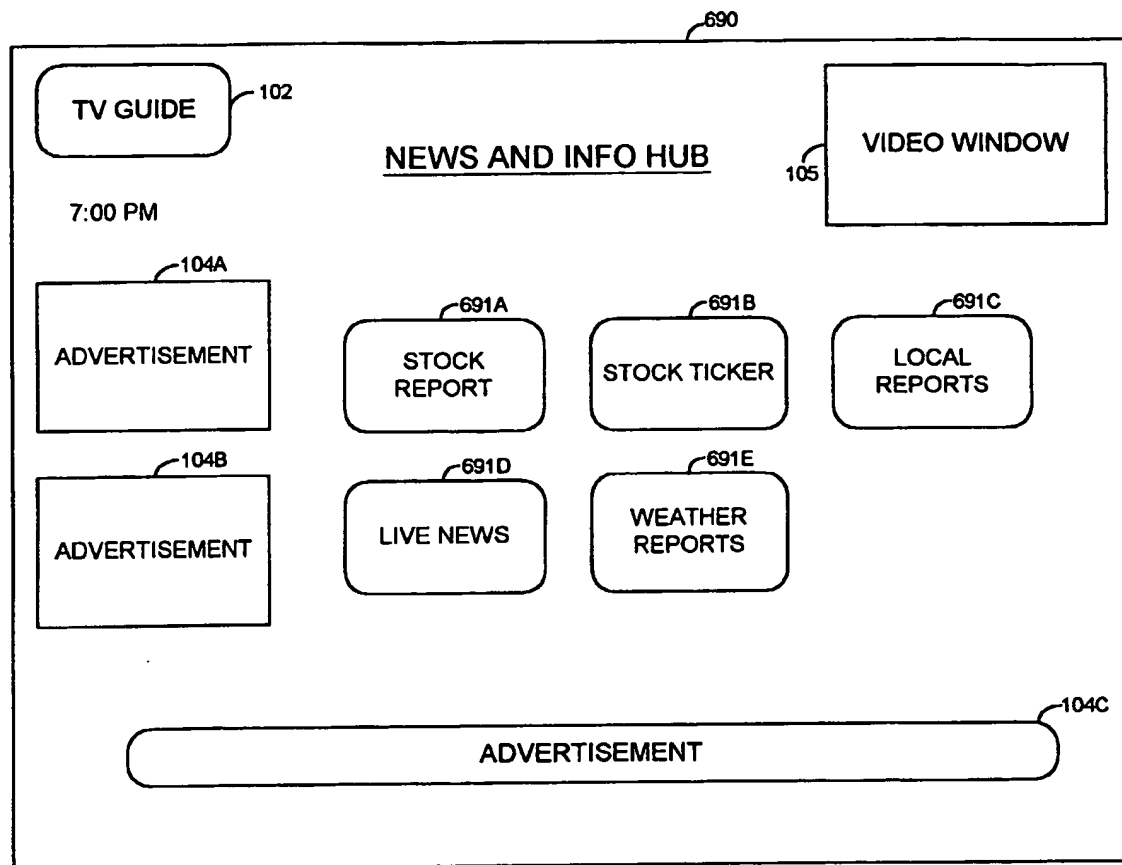 690
TV GUIDE
102
NEWS AND INFO HUB
VIDEO WINDOW
105
7:00 PM
104A
ADVERTISEMENT
691A
STOCK
REPORT
691B
STOCK TICKER
691C
LOCAL
REPORTS
104B
ADVERTISEMENT
691D
LIVE NEWS
691E
WEATHER
REPORTS
104C
ADVERTISEMENT